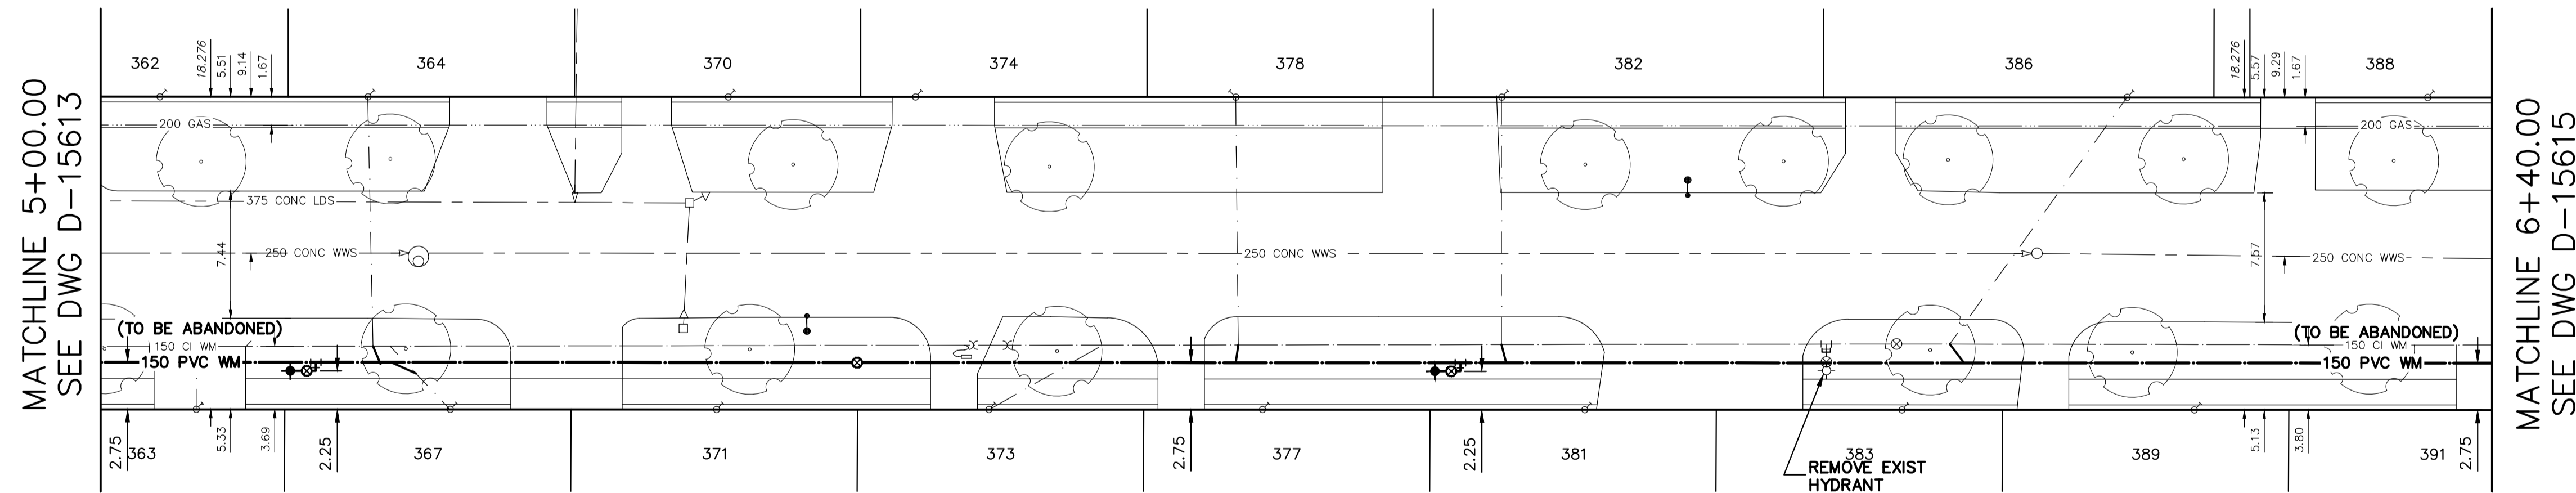 MATCHLINE 5+00.00
SEE DWG D-15613
362
364
370
374
378
382
386
388
18.276
5.51
9.14
1.67
18.276
5.57
9.29
1.67
200 GAS
200 GAS
375 CONC LDS
7.44
250 CONC WWS
250 CONC WWS
7.57
250 CONC WWS
(TO BE ABANDONED)
150 CI WM
150 PVC WM
(TO BE ABANDONED)
150 CI WM
150 PVC WM
2.75
363
5.33
3.69
2.25
367
371
373
2.75
377
2.25
381
383
REMOVE EXIST
HYDRANT
389
5.13
3.80
391
2.75
MATCHLINE 6+40.00
SEE DWG D-15615